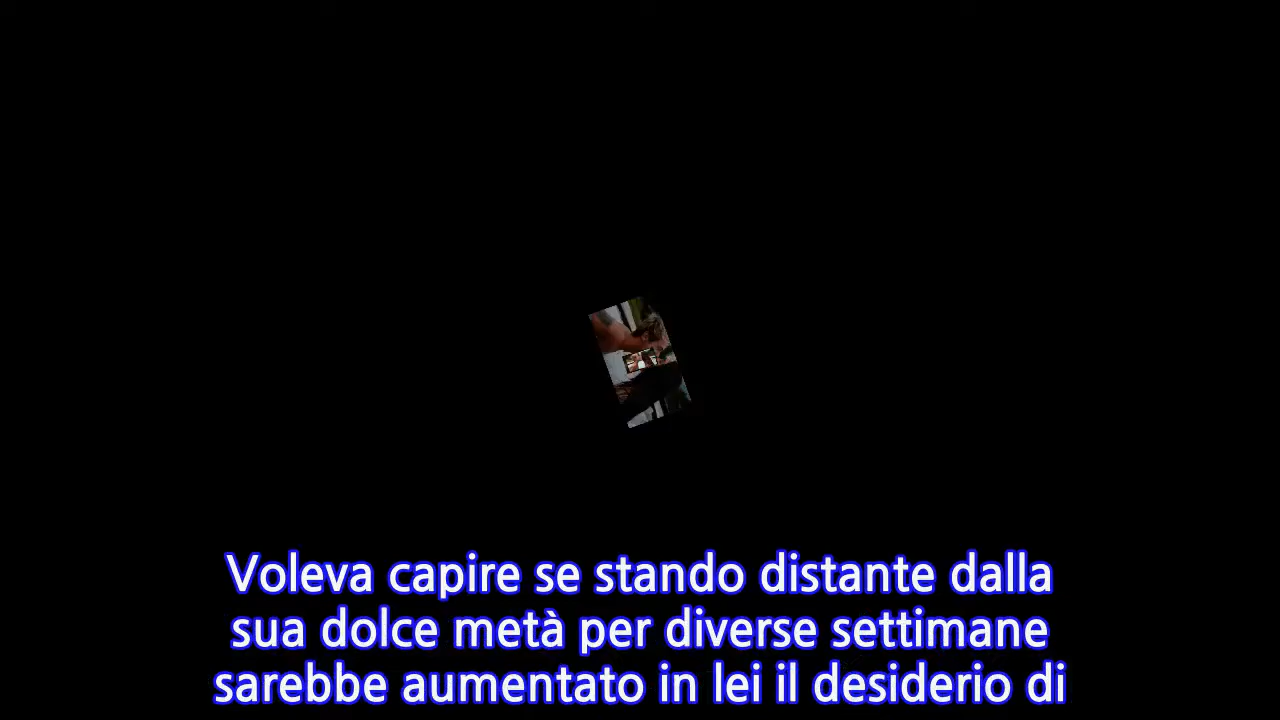 Voleva capire se stando distante dalla
sua dolce metà per diverse settimane
sarebbe aumentato in lei il desiderio di